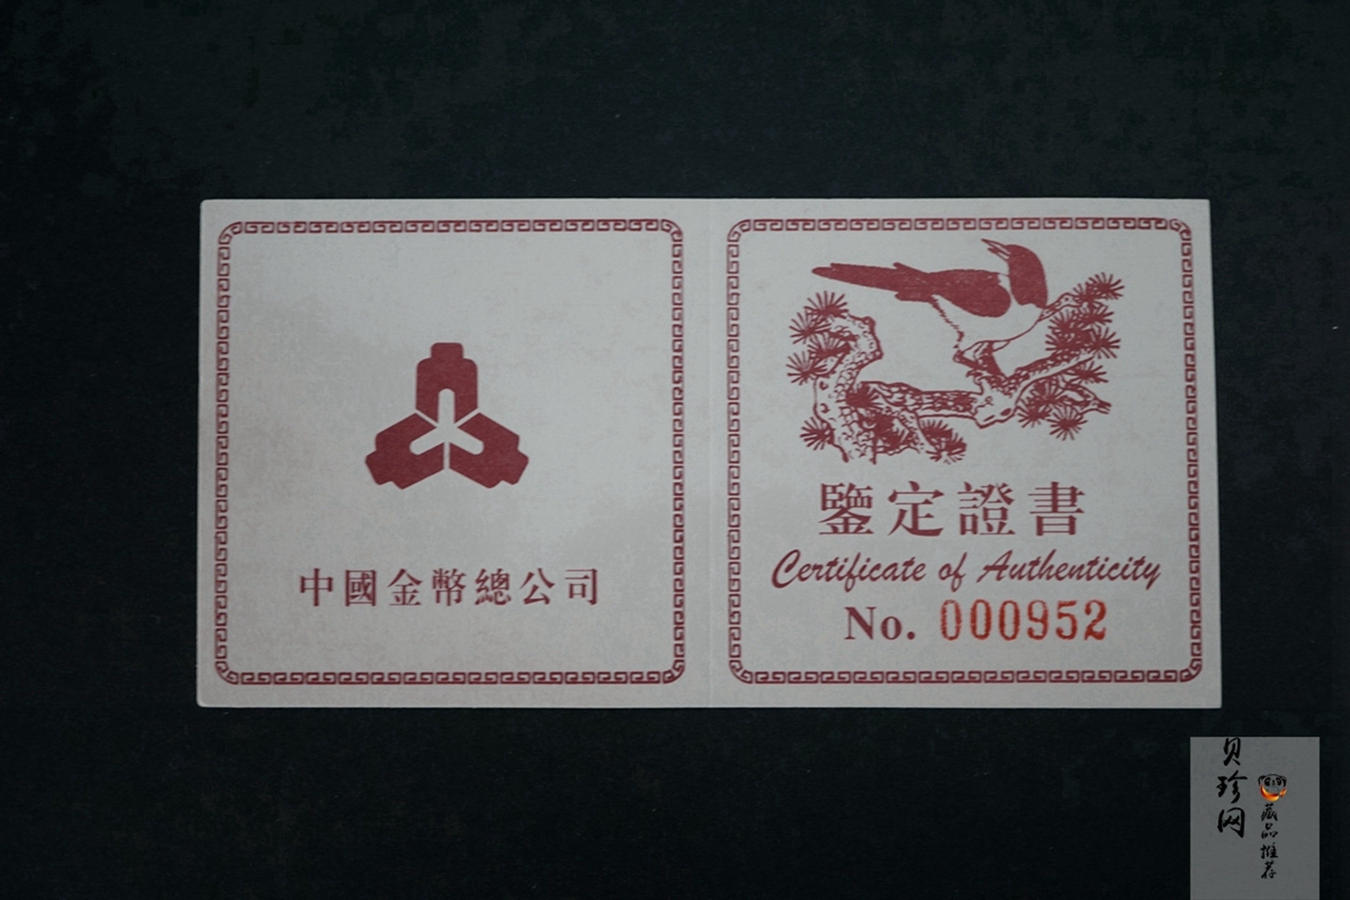 中國金幣總公司
鑒定證書
Certificate of Authenticity
No. 000952
贝珍网
藏品推荐